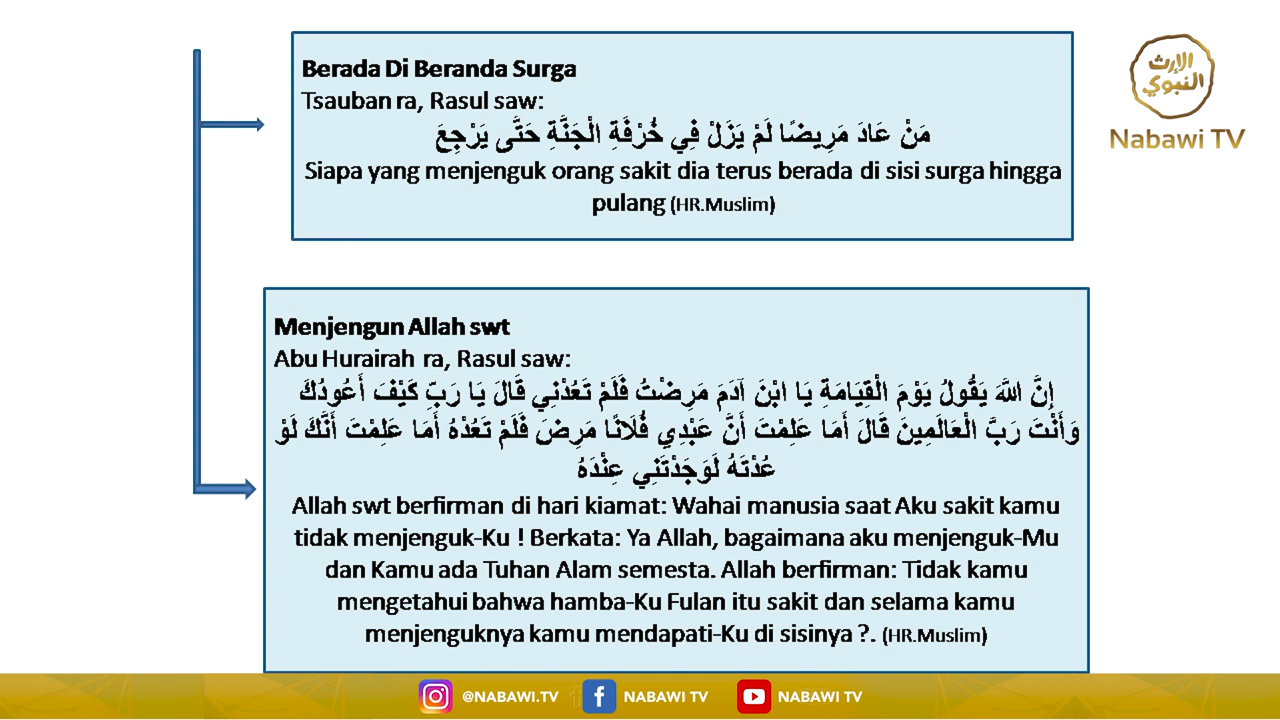 Berada Di Beranda Surga
Tsauban ra, Rasul saw:
مَنْ عَادَ مَرِيضًا لَمْ يَزَلْ فِي خُرْفَةِ الْجَنَّةِ حَتَّى يَرْجِعَ
Siapa yang menjenguk orang sakit dia terus berada di sisi surga hingga
pulang (HR.Muslim)
الإرث
النبوي
Nabawi TV
Menjengun Allah swt
Abu Hurairah ra, Rasul saw:
إِنَّ اللَّهَ يَقُولُ يَوْمَ الْقِيَامَةِ يَا ابْنَ آدَمَ مَرِضْتُ فَلَمْ تَعُدْنِي قَالَ يَا رَبِّ كَيْفَ أَعُودُكَ
وَأَنْتَ رَبُّ الْعَالَمِينَ قَالَ أَمَا عَلِمْتَ أَنَّ عَبْدِي فُلَانًا مَرِضَ فَلَمْ تَعُدْهُ أَمَا عَلِمْتَ أَنَّكَ لَوْ
عُدْتَهُ لَوَجَدْتَنِي عِنْدَهُ
Allah swt berfirman di hari kiamat: Wahai manusia saat Aku sakit kamu
tidak menjenguk-Ku ! Berkata: Ya Allah, bagaimana aku menjenguk-Mu
dan Kamu ada Tuhan Alam semesta. Allah berfirman: Tidak kamu
mengetahui bahwa hamba-Ku Fulan itu sakit dan selama kamu
menjenguknya kamu mendapati-Ku di sisinya ?. (HR.Muslim)
@NABAWI.TV NABAWI TV NABAWI TV